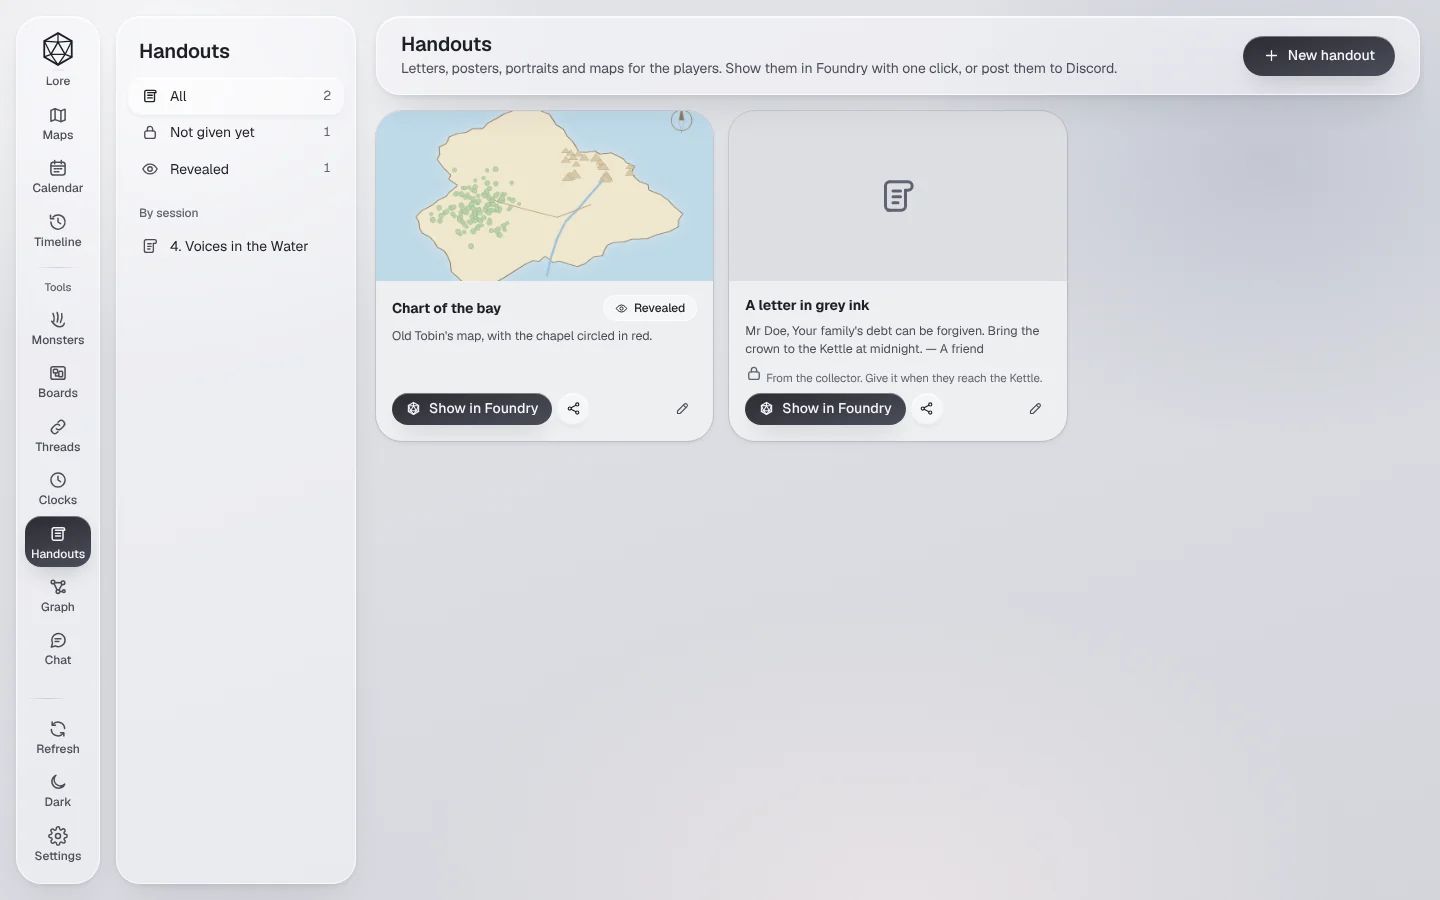 Lore
Maps
Calendar
Timeline
Tools
Monsters
Boards
Threads
Clocks
Handouts
Graph
Chat
Refresh
Dark
Settings
Handouts
All 2
Not given yet 1
Revealed 1
By session
4. Voices in the Water
Handouts
Letters, posters, portraits and maps for the players. Show them in Foundry with one click, or post them to Discord.
New handout
Chart of the bay
Revealed
Old Tobin's map, with the chapel circled in red.
Show in Foundry
A letter in grey ink
Mr Doe, Your family's debt can be forgiven. Bring the
crown to the Kettle at midnight. — A friend
From the collector. Give it when they reach the Kettle.
Show in Foundry